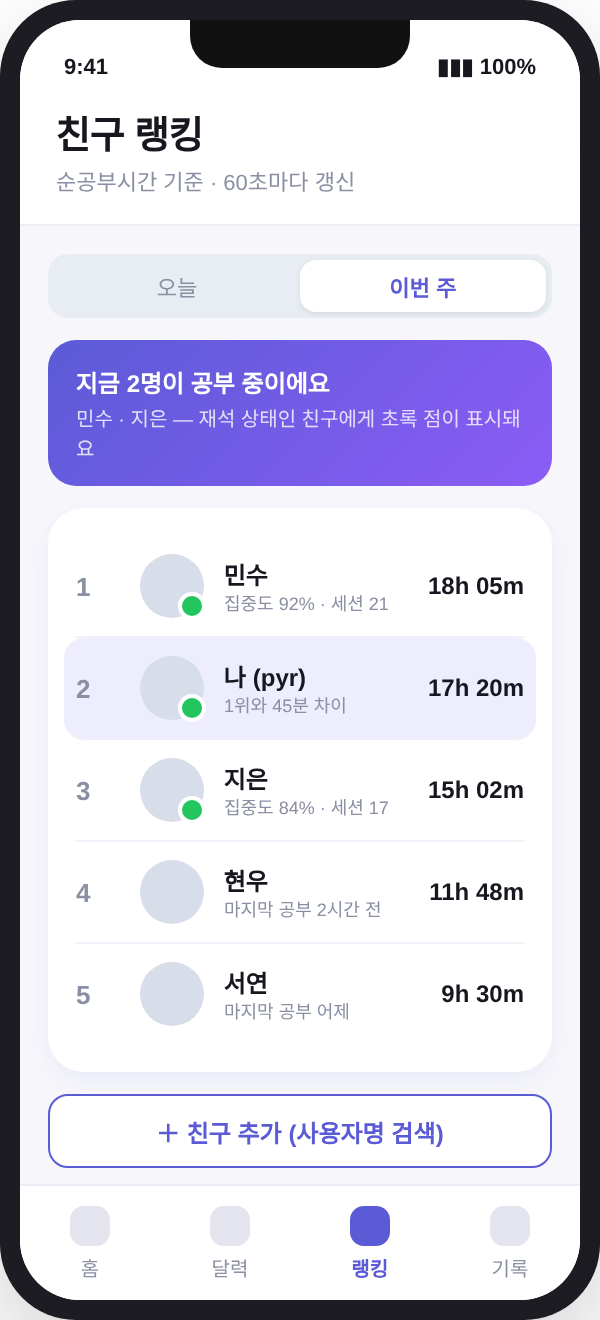 9:41 100%
친구 랭킹
순공부시간 기준 · 60초마다 갱신
오늘 이번 주
지금 2명이 공부 중이에요
민수 · 지은 — 재석 상태인 친구에게 초록 점이 표시돼
요
1 민수 18h 05m
집중도 92% · 세션 21
2 나 (pyr) 17h 20m
1위와 45분 차이
3 지은 15h 02m
집중도 84% · 세션 17
4 현우 11h 48m
마지막 공부 2시간 전
5 서연 9h 30m
마지막 공부 어제
+ 친구 추가 (사용자명 검색)
홈 달력 랭킹 기록